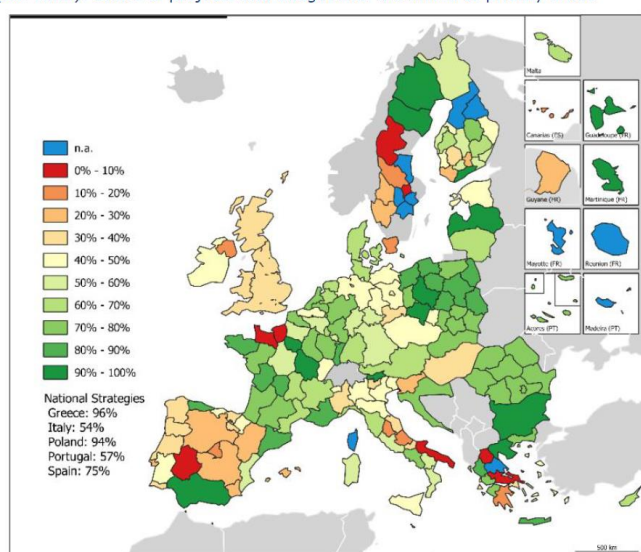 n.a.
0% - 10%
10% - 20%
20% - 30%
30% - 40%
40% - 50%
50% - 60%
60% - 70%
70% - 80%
80% - 90%
90% - 100%
National Strategies
Greece: 96%
Italy: 54%
Poland: 94%
Portugal: 57%
Spain: 75%
Malta
Canarias (ES)
Guadeloupe (FR)
Guyane (FR)
Martinique (FR)
Mayotte (FR)
Reunion (FR)
Acores (PT)
Madeira (PT)
500 km